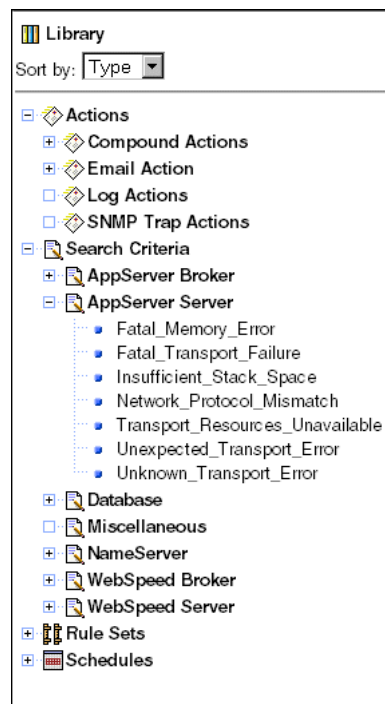 Library
Sort by: Type
Actions
Compound Actions
Email Action
Log Actions
SNMP Trap Actions
Search Criteria
AppServer Broker
AppServer Server
Fatal_Memory_Error
Fatal_Transport_Failure
Insufficient_Stack_Space
Network_Protocol_Mismatch
Transport_Resources_Unavailable
Unexpected_Transport_Error
Unknown_Transport_Error
Database
Miscellaneous
NameServer
WebSpeed Broker
WebSpeed Server
Rule Sets
Schedules